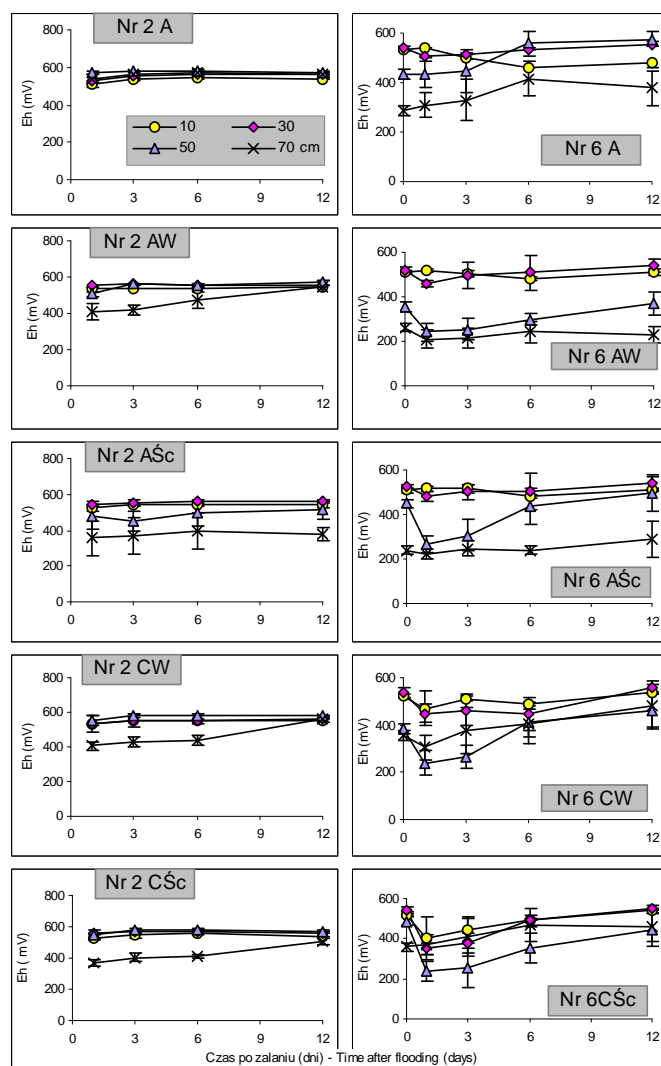 Nr 2 A
Eh (mV)
800
600
400
200
0
10
30
50
70 cm
0 3 6 9 12
Nr 6 A
Eh (mV)
600
400
200
0
0 3 6 9 12
Nr 2 AW
Eh (mV)
800
600
400
200
0
0 3 6 9 12
Nr 6 AW
Eh (mV)
600
400
200
0
0 3 6 9 12
Nr 2 AŚc
Eh (mV)
800
600
400
200
0
0 3 6 9 12
Nr 6 AŚc
Eh (mV)
600
400
200
0
0 3 6 9 12
Nr 2 CW
Eh (mV)
800
600
400
200
0
0 3 6 9 12
Nr 6 CW
Eh (mV)
600
400
200
0
0 3 6 9 12
Nr 2 CŚc
Eh (mV)
800
600
400
200
0
0 3 6 9 12
Nr 6CŚc
Eh (mV)
600
400
200
0
0 3 6 9 12
Czas po zalaniu (dni) - Time after flooding (days)